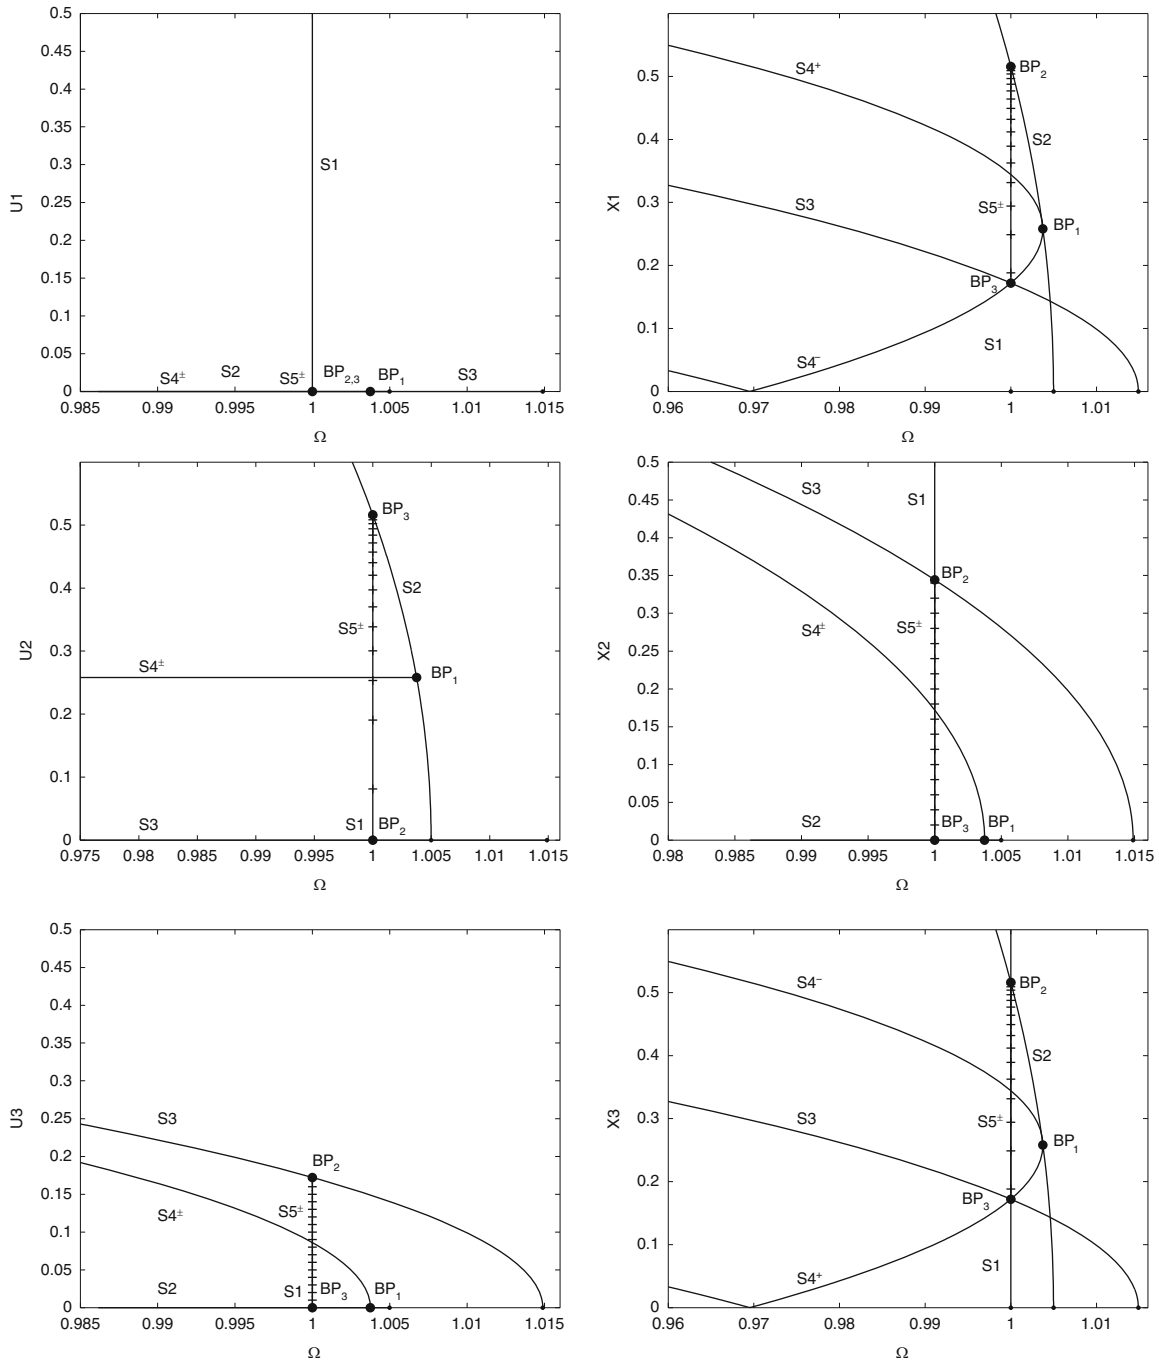 U1
0.5
0.45
0.4
0.35
0.3
0.25
0.2
0.15
0.1
0.05
0
S1
S4±
S2
S5±
BP2,3
BP1
S3
0.985
0.99
0.995
1
1.005
1.01
1.015
Ω
X1
0.5
0.4
0.3
0.2
0.1
0
S4+
BP2
S2
S3
S5±
BP1
BP3
S1
S4−
0.96
0.97
0.98
0.99
1
1.01
Ω
U2
0.5
0.4
0.3
0.2
0.1
0
BP3
S2
S5±
S4±
BP1
S3
S1
BP2
0.975
0.98
0.985
0.99
0.995
1
1.005
1.01
1.015
Ω
X2
0.5
0.45
0.4
0.35
0.3
0.25
0.2
0.15
0.1
0.05
0
S3
S1
BP2
S4±
S5±
S2
BP3
BP1
0.98
0.985
0.99
0.995
1
1.005
1.01
1.015
Ω
U3
0.5
0.45
0.4
0.35
0.3
0.25
0.2
0.15
0.1
0.05
0
S3
BP2
S4±
S5±
S2
S1
BP3
BP1
0.985
0.99
0.995
1
1.005
1.01
1.015
Ω
X3
0.5
0.4
0.3
0.2
0.1
0
S4−
BP2
S2
S3
S5±
BP1
BP3
S1
S4+
0.96
0.97
0.98
0.99
1
1.01
Ω